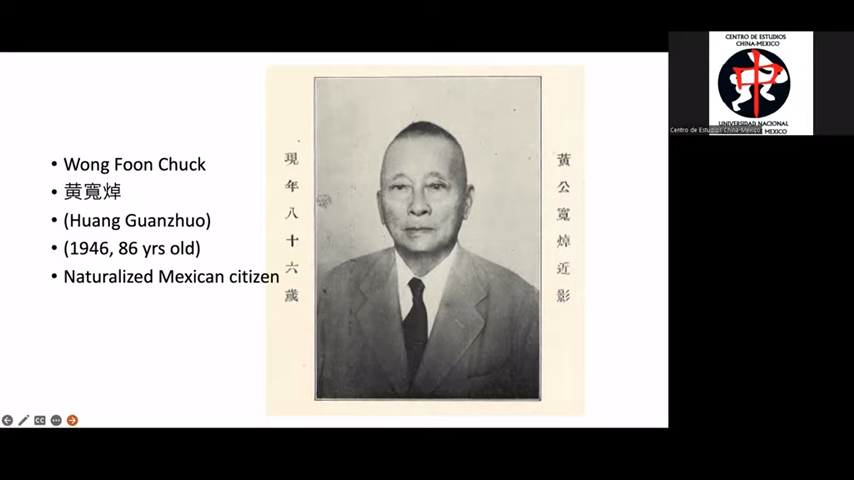 • Wong Foon Chuck
• 黄寬焯
• (Huang Guanzhuo)
• (1946, 86 yrs old)
• Naturalized Mexican citizen
黃公寬焯近影
現年八十六歲
CENTRO DE ESTUDIOS
CHINA-MEXICO
中
UNIVERSIDAD NACIONAL
Centro de Estudios China-México
MEXICO